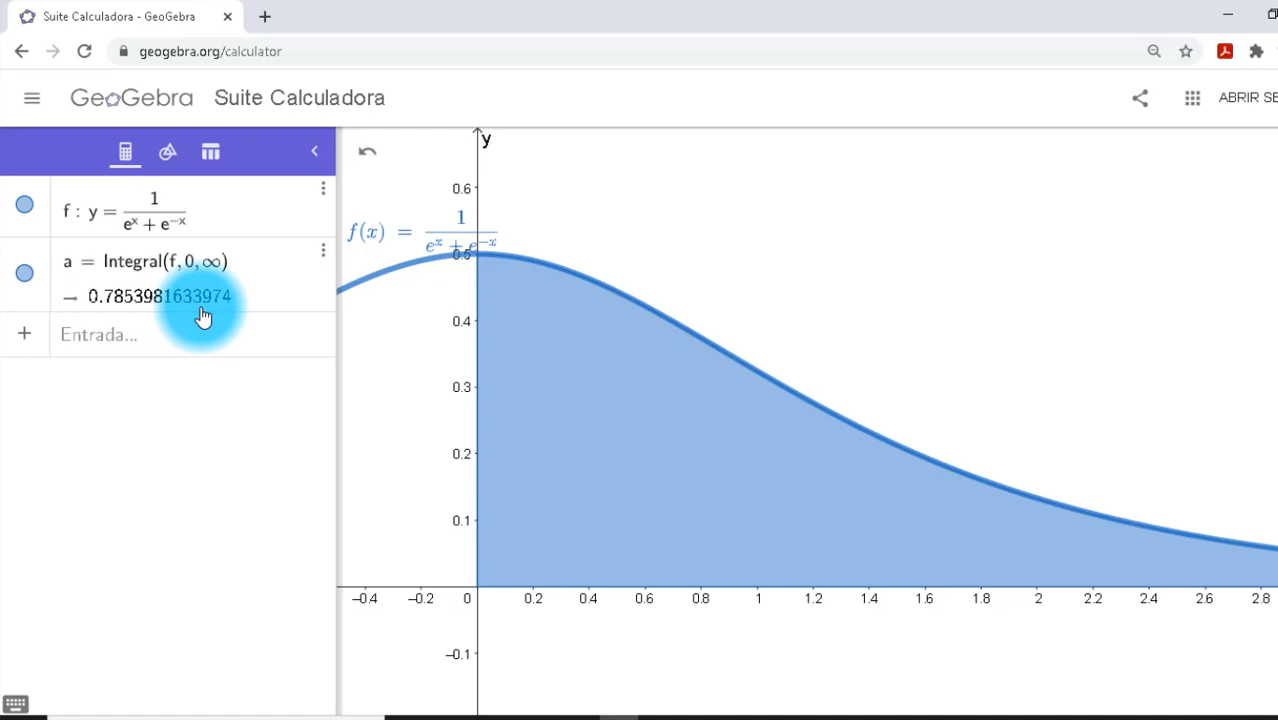 Suite Calculadora - GeoGebra
geogebra.org/calculator
GeoGebra Suite Calculadora
ABRIR SE
f : y = 1 / (eˣ + e⁻ˣ)
a = Integral(f, 0, ∞)
→ 0.7853981633974
Entrada...
y
f(x) = 1 / (eˣ + e⁻ˣ)
0.6
0.5
0.4
0.3
0.2
0.1
–0.4 –0.2 0 0.2 0.4 0.6 0.8 1 1.2 1.4 1.6 1.8 2 2.2 2.4 2.6 2.8
–0.1